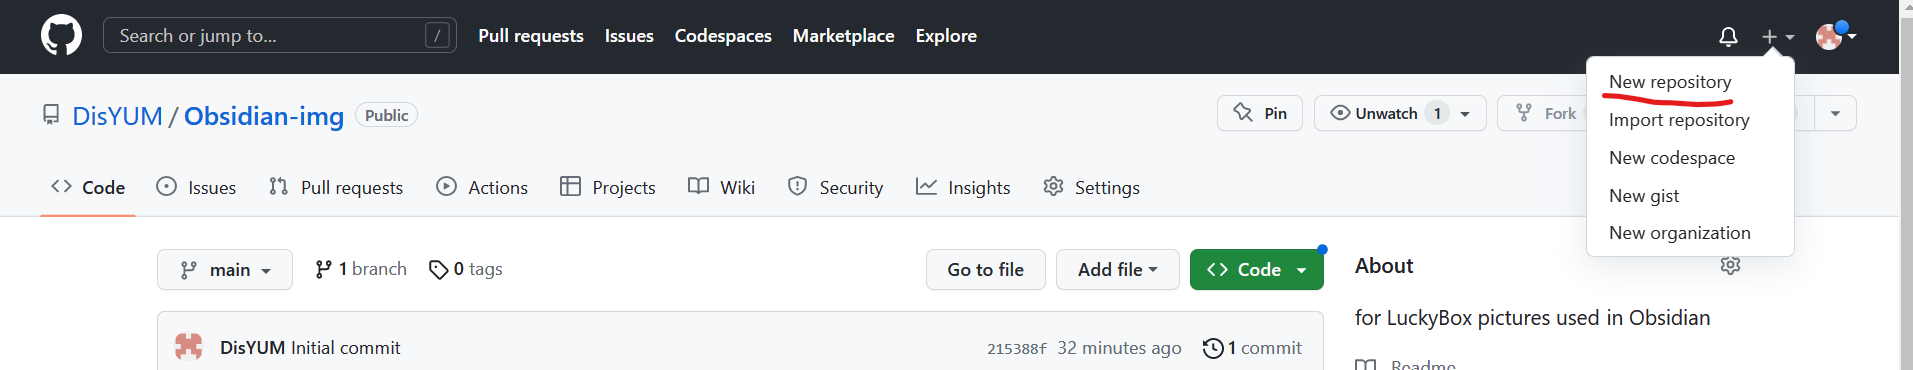 Search or jump to... / Pull requests Issues Codespaces Marketplace Explore
New repository
Import repository
New codespace
New gist
New organization
DisYUM / Obsidian-img Public Pin Unwatch 1 Fork
Code Issues Pull requests Actions Projects Wiki Security Insights Settings
main 1 branch 0 tags Go to file Add file <> Code
About
for LuckyBox pictures used in Obsidian
Readme
DisYUM Initial commit 215388f 32 minutes ago 1 commit